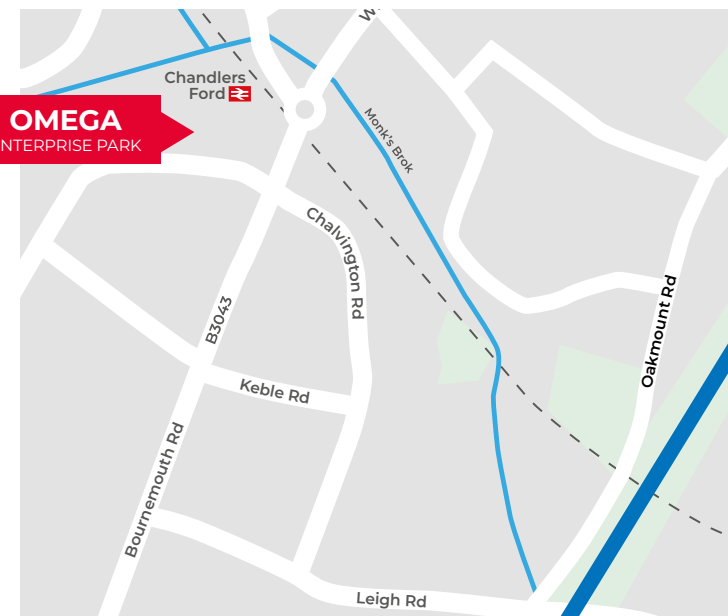 Chandlers
Ford
OMEGA
NTERPRISE PARK
Monk's Brok
Chalvington Rd
B3043
Oakmount Rd
Keble Rd
Bournemouth Rd
Leigh Rd